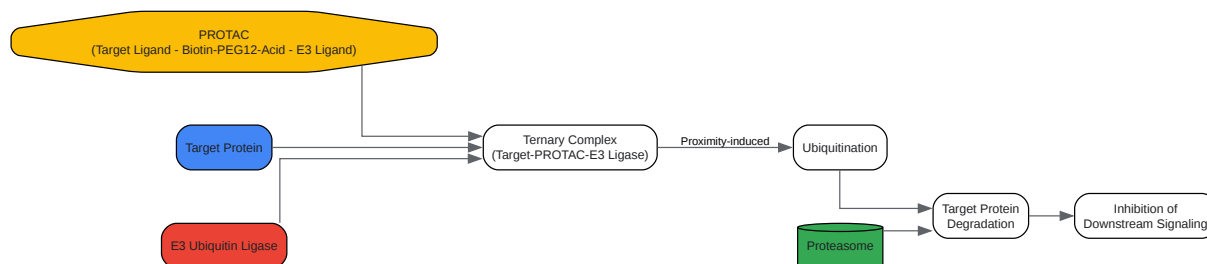 PROTAC
(Target Ligand - Biotin-PEG12-Acid - E3 Ligand)
Target Protein
Ternary Complex
(Target-PROTAC-E3 Ligase)
Proximity-induced
Ubiquitination
E3 Ubiquitin Ligase
Proteasome
Target Protein
Degradation
Inhibition of
Downstream Signaling